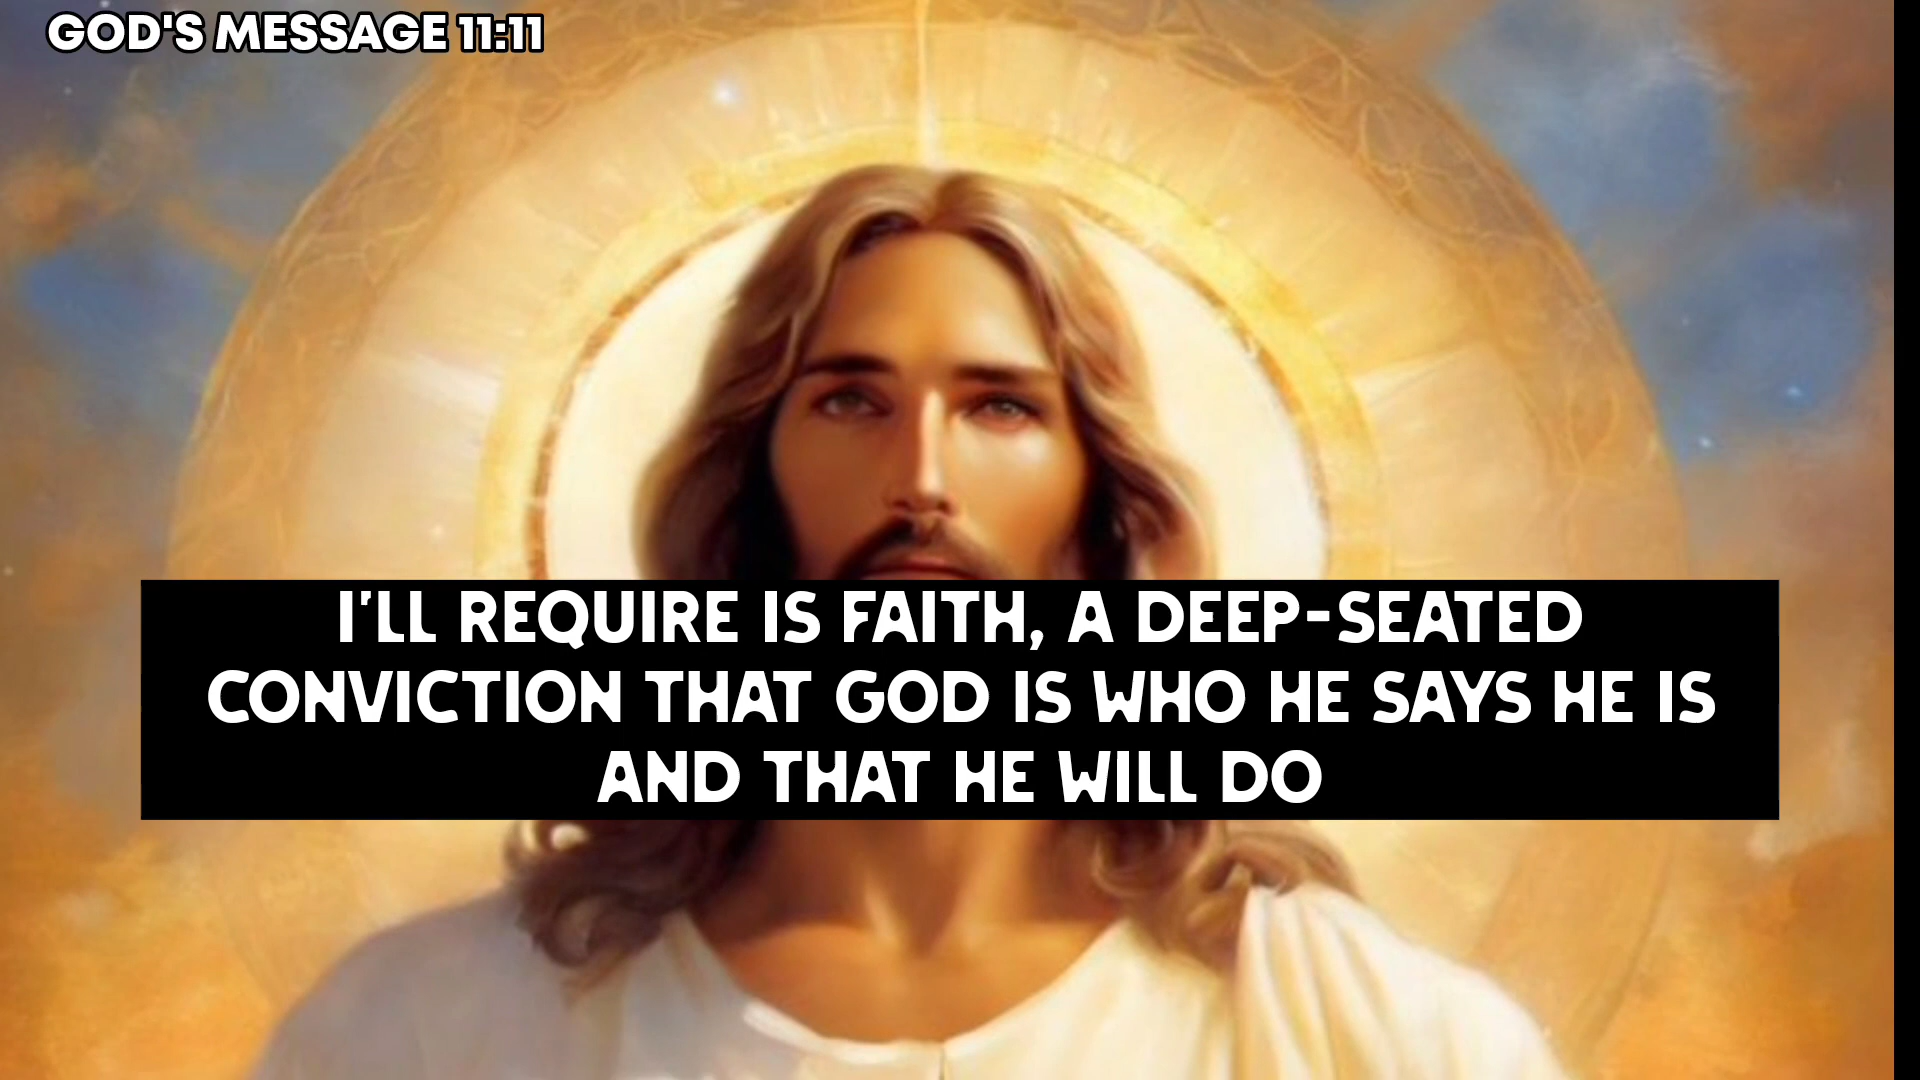 GOD'S MESSAGE 11:11
I'LL REQUIRE IS FAITH, A DEEP-SEATED
CONVICTION THAT GOD IS WHO HE SAYS HE IS
AND THAT HE WILL DO